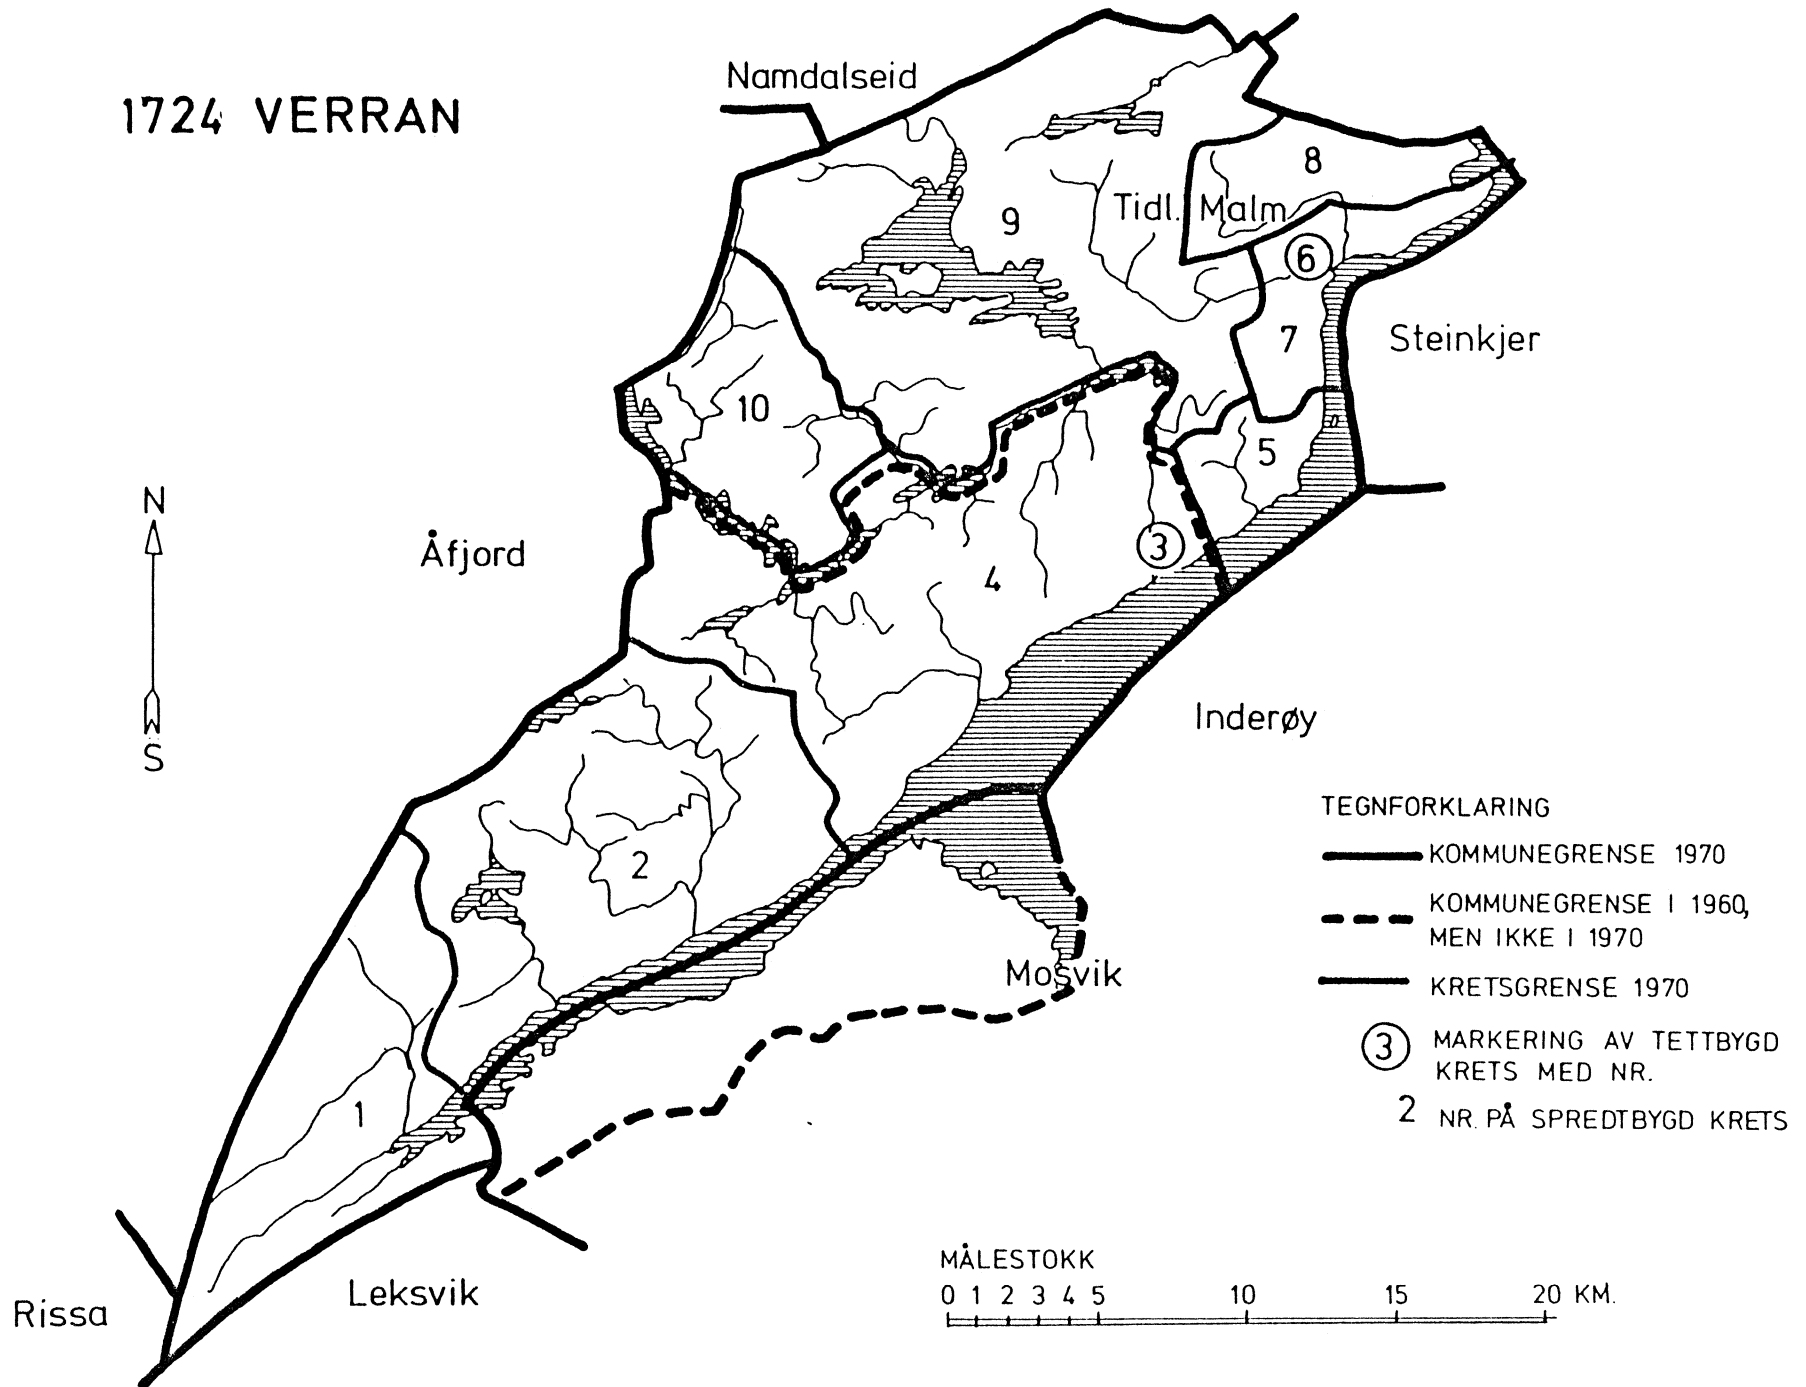 1724 VERRAN
Namdalseid
8
Tidl. Malm
9
6
7
Steinkjer
10
5
N
Åfjord
3
4
S
Inderøy
2
Mosvik
1
Rissa
Leksvik
TEGNFORKLARING
KOMMUNEGRENSE 1970
KOMMUNEGRENSE I 1960,
MEN IKKE I 1970
KRETSGRENSE 1970
3 MARKERING AV TETTBYGD
KRETS MED NR.
2 NR. PÅ SPREDTBYGD KRETS
MÅLESTOKK
0 1 2 3 4 5 10 15 20 KM.